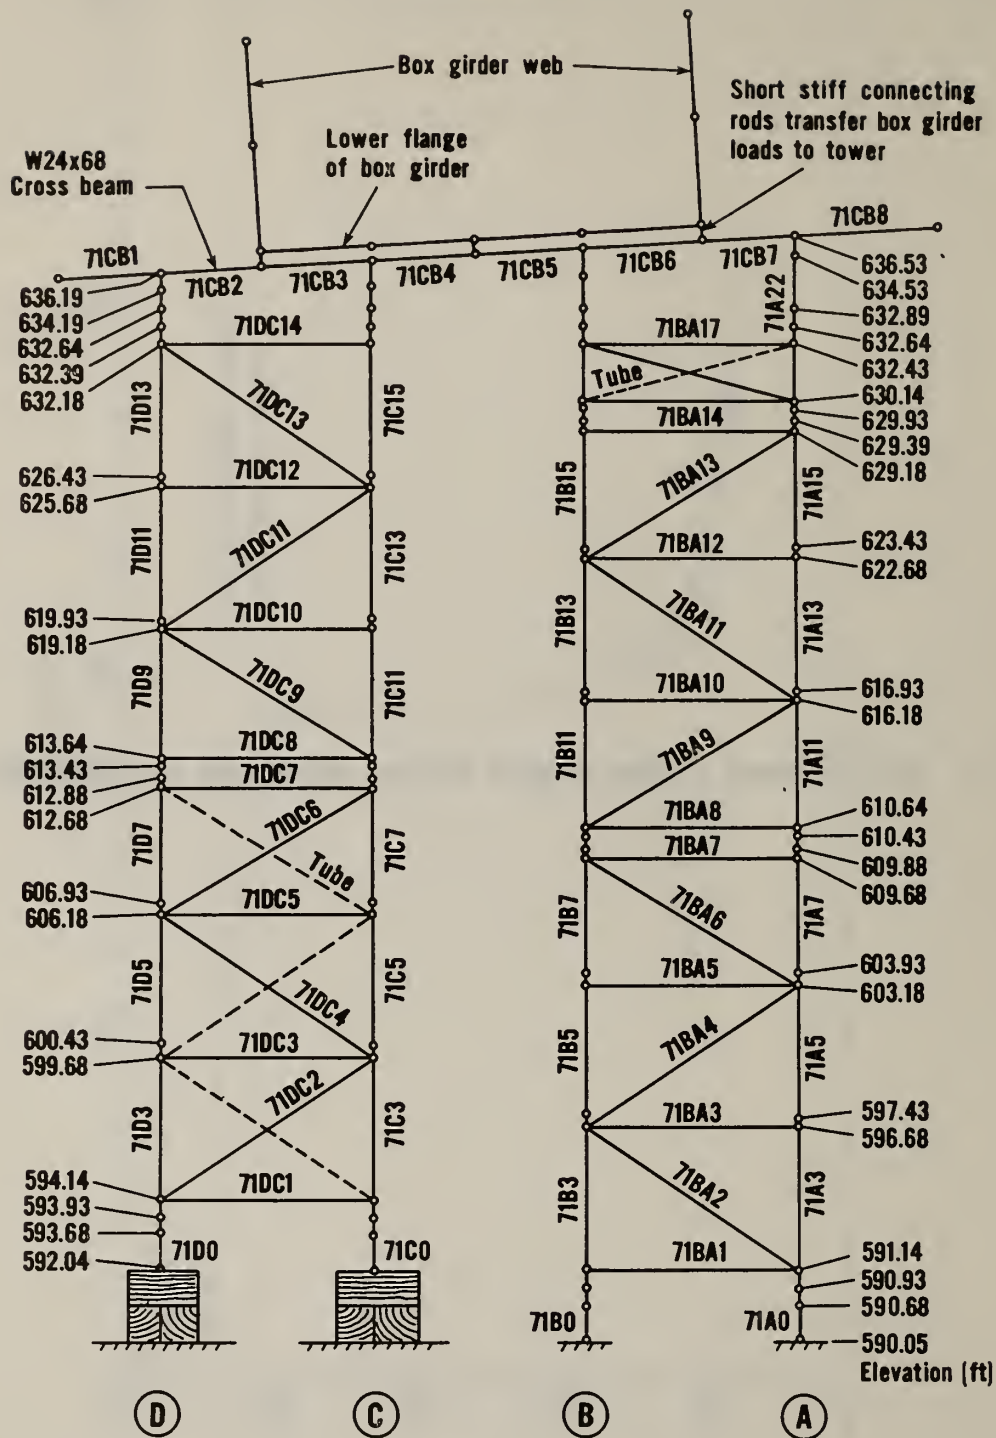 Box girder web
Short stiff connecting
rods transfer box girder
loads to tower
Lower flange
of box girder
W24x68
Cross beam
71CB1
71CB2
71CB3
71CB4
71CB5
71CB6
71CB7
71CB8
636.19
634.19
632.64
632.39
632.18
71DC14
71D13
71DC13
71C15
626.43
625.68
71DC12
71D11
71DC11
71C13
619.93
619.18
71DC10
71D9
71DC9
71C11
613.64
613.43
612.88
612.68
71DC8
71DC7
71D7
71DC6
Tube
71C7
606.93
606.18
71DC5
71D5
71DC4
71C5
600.43
599.68
71DC3
71D3
71DC2
71C3
594.14
593.93
593.68
592.04
71DC1
71D0
71C0
636.53
634.53
632.89
632.64
632.43
630.14
629.93
629.39
629.18
71A22
71BA17
Tube
71BA14
71B15
71BA13
71A15
623.43
622.68
71BA12
71B13
71BA11
71A13
616.93
616.18
71BA10
71B11
71BA9
71A11
610.64
610.43
609.88
609.68
71BA8
71BA7
71B7
71BA6
71A7
603.93
603.18
71BA5
71B5
71BA4
71A5
597.43
596.68
71BA3
71B3
71BA2
71A3
591.14
590.93
590.68
590.05
71BA1
71B0
71A0
Elevation (ft)
D
C
B
A